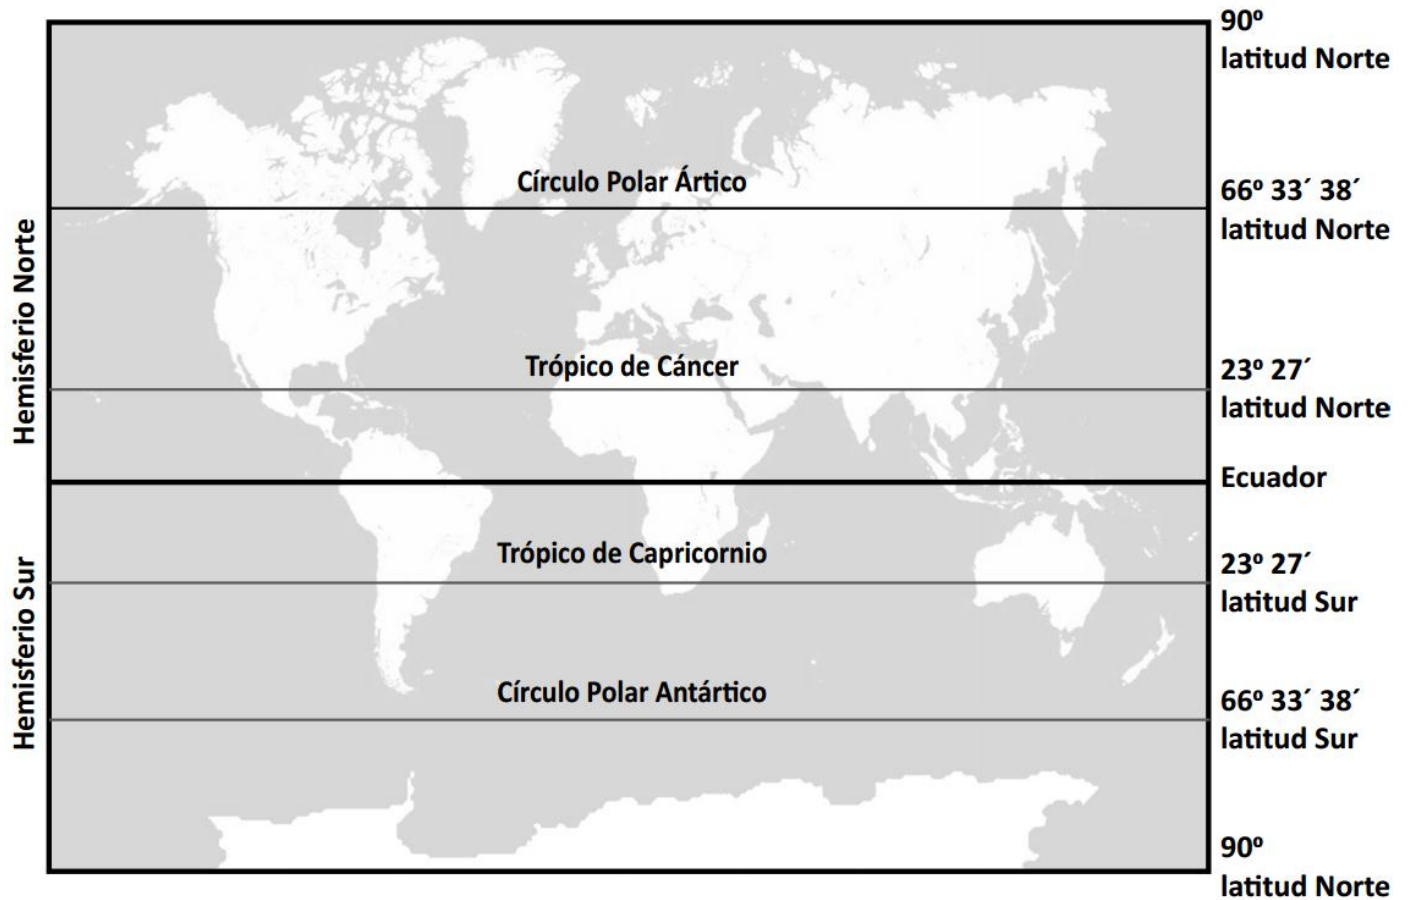 90º
latitud Norte
Círculo Polar Ártico
66º 33´ 38´
latitud Norte
Hemisferio Norte
Trópico de Cáncer
23º 27´
latitud Norte
Ecuador
Trópico de Capricornio
23º 27´
latitud Sur
Hemisferio Sur
Círculo Polar Antártico
66º 33´ 38´
latitud Sur
90º
latitud Norte